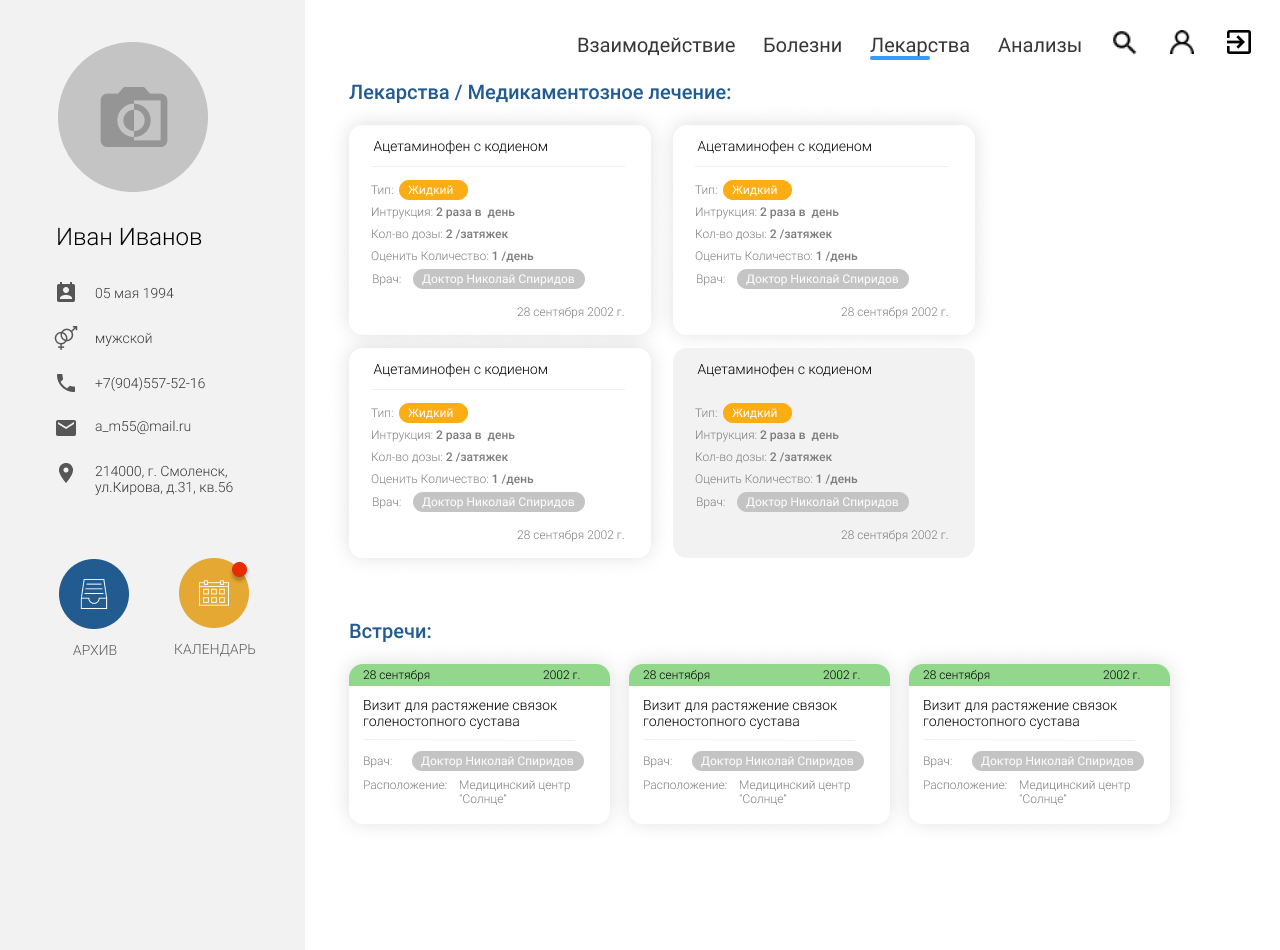 Взаимодействие Болезни Лекарства Анализы
Иван Иванов
05 мая 1994
мужской
+7(904)557-52-16
a_m55@mail.ru
214000, г. Смоленск,
ул.Кирова, д.31, кв.56
АРХИВ
КАЛЕНДАРЬ
Лекарства / Медикаментозное лечение:
Ацетаминофен с кодиеном
Тип: Жидкий
Интрукция: 2 раза в день
Кол-во дозы: 2 /затяжек
Оценить Количество: 1 /день
Врач: Доктор Николай Спиридов
28 сентября 2002 г.
Ацетаминофен с кодиеном
Тип: Жидкий
Интрукция: 2 раза в день
Кол-во дозы: 2 /затяжек
Оценить Количество: 1 /день
Врач: Доктор Николай Спиридов
28 сентября 2002 г.
Ацетаминофен с кодиеном
Тип: Жидкий
Интрукция: 2 раза в день
Кол-во дозы: 2 /затяжек
Оценить Количество: 1 /день
Врач: Доктор Николай Спиридов
28 сентября 2002 г.
Ацетаминофен с кодиеном
Тип: Жидкий
Интрукция: 2 раза в день
Кол-во дозы: 2 /затяжек
Оценить Количество: 1 /день
Врач: Доктор Николай Спиридов
28 сентября 2002 г.
Встречи:
28 сентября 2002 г.
Визит для растяжение связок
голеностопного сустава
Врач: Доктор Николай Спиридов
Расположение: Медицинский центр
"Солнце"
28 сентября 2002 г.
Визит для растяжение связок
голеностопного сустава
Врач: Доктор Николай Спиридов
Расположение: Медицинский центр
"Солнце"
28 сентября 2002 г.
Визит для растяжение связок
голеностопного сустава
Врач: Доктор Николай Спиридов
Расположение: Медицинский центр
"Солнце"